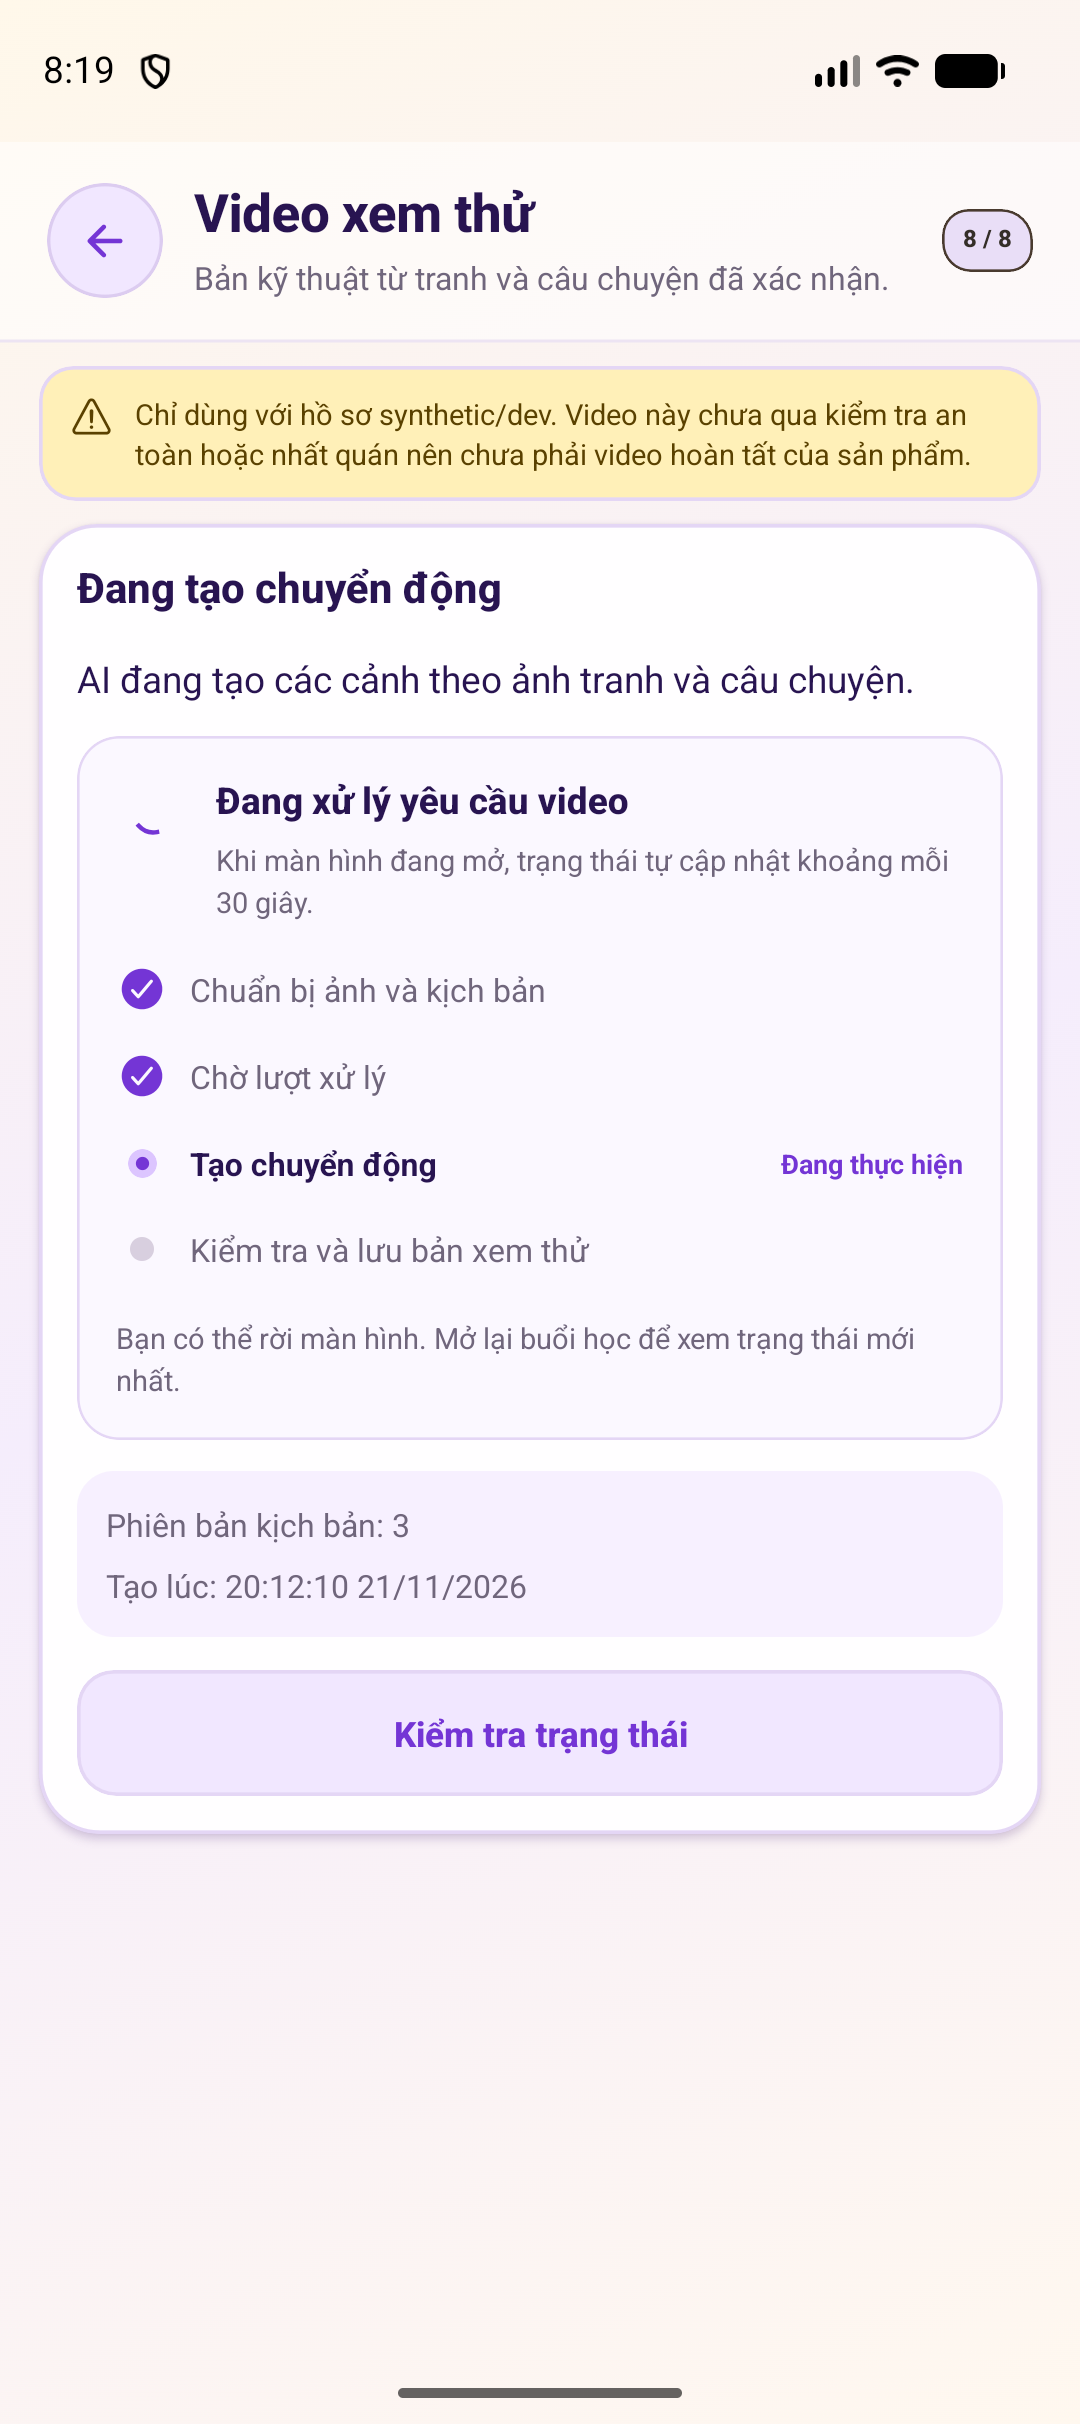 8:19
Video xem thử
Bản kỹ thuật từ tranh và câu chuyện đã xác nhận.
8 / 8
Chỉ dùng với hồ sơ synthetic/dev. Video này chưa qua kiểm tra an
toàn hoặc nhất quán nên chưa phải video hoàn tất của sản phẩm.
Đang tạo chuyển động
AI đang tạo các cảnh theo ảnh tranh và câu chuyện.
Đang xử lý yêu cầu video
Khi màn hình đang mở, trạng thái tự cập nhật khoảng mỗi
30 giây.
Chuẩn bị ảnh và kịch bản
Chờ lượt xử lý
Tạo chuyển động
Đang thực hiện
Kiểm tra và lưu bản xem thử
Bạn có thể rời màn hình. Mở lại buổi học để xem trạng thái mới
nhất.
Phiên bản kịch bản: 3
Tạo lúc: 20:12:10 21/11/2026
Kiểm tra trạng thái